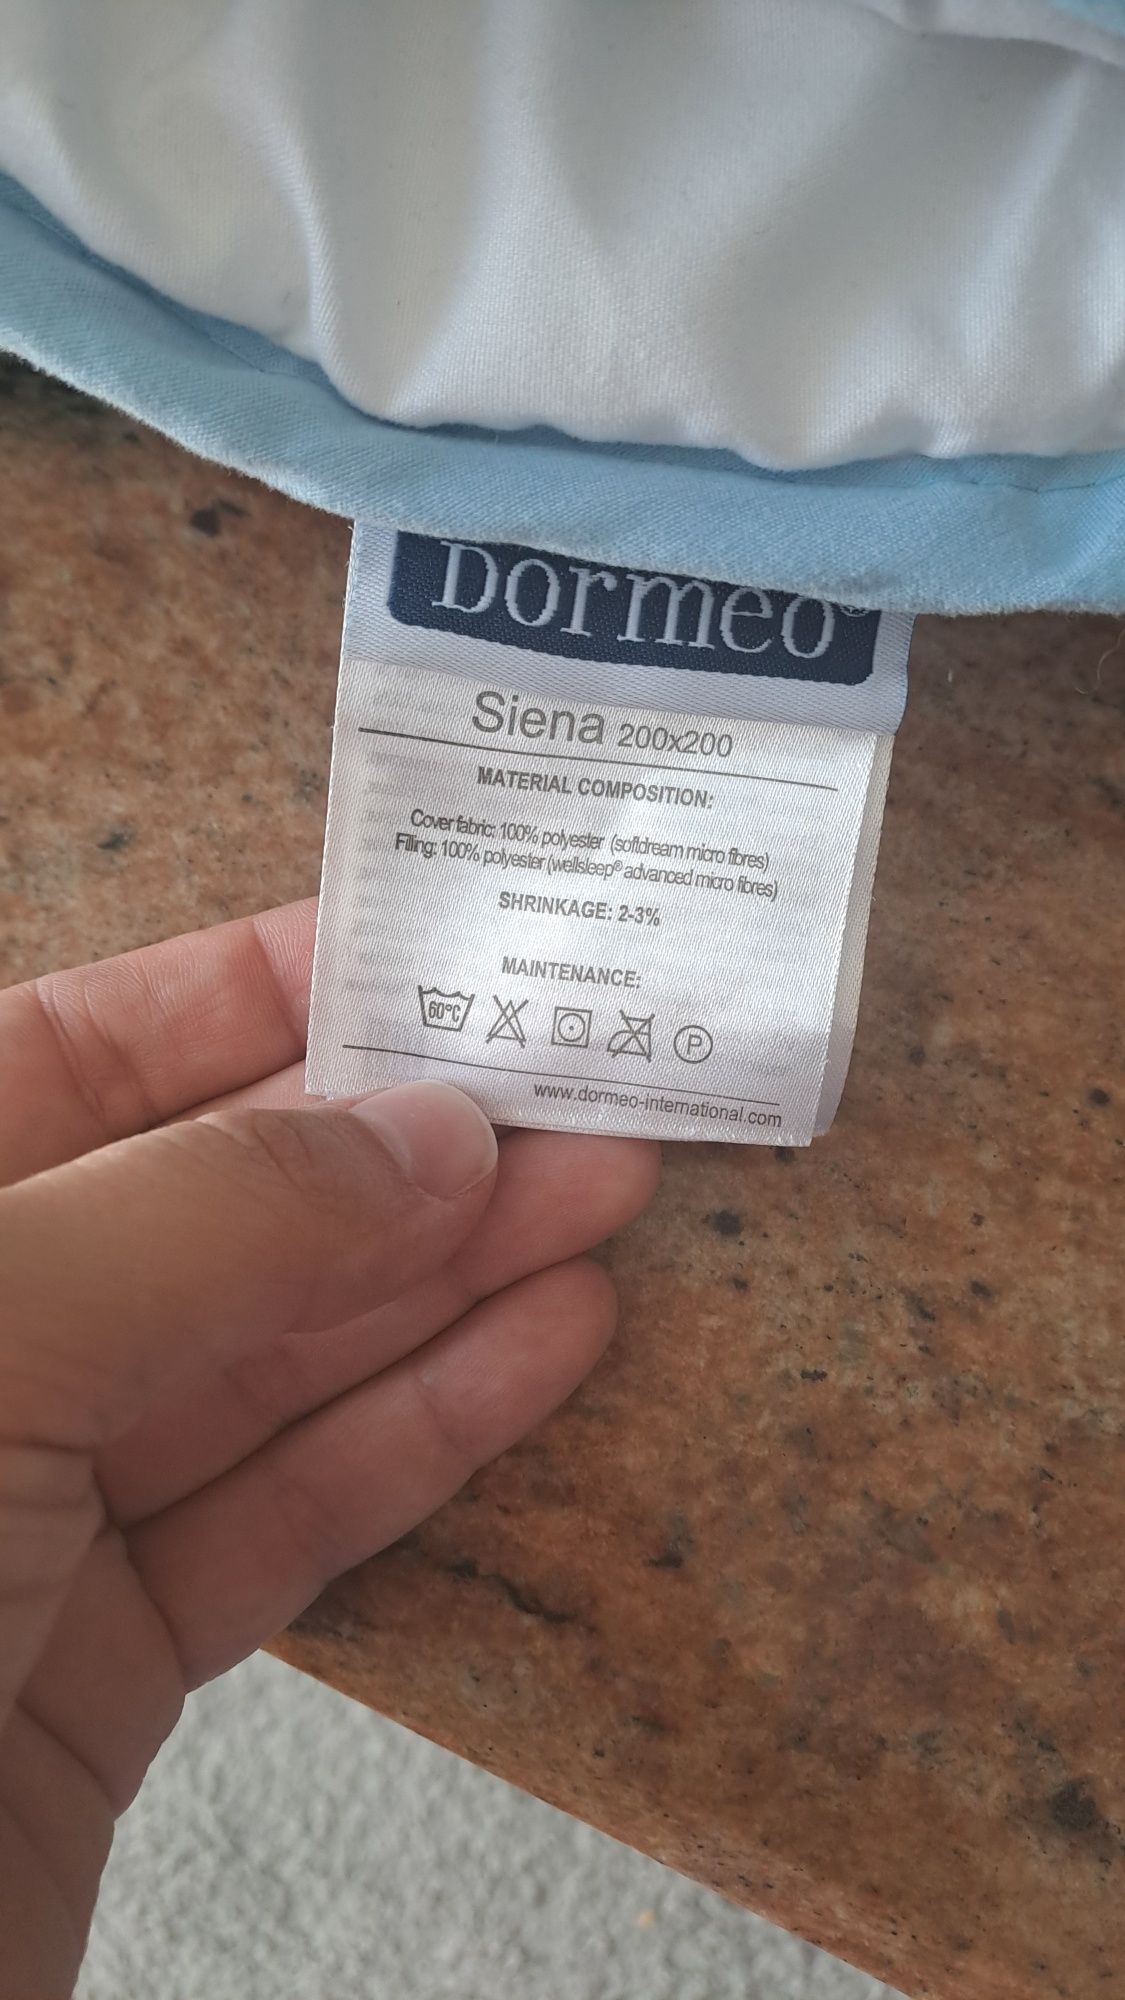 Dormeo®
Siena 200x200
MATERIAL COMPOSITION:
Cover fabric: 100% polyester (softdream micro fibres)
Filling: 100% polyester (wellsleep® advanced micro fibres)
SHRINKAGE: 2-3%
MAINTENANCE:
60°C P
www.dormeo-international.com